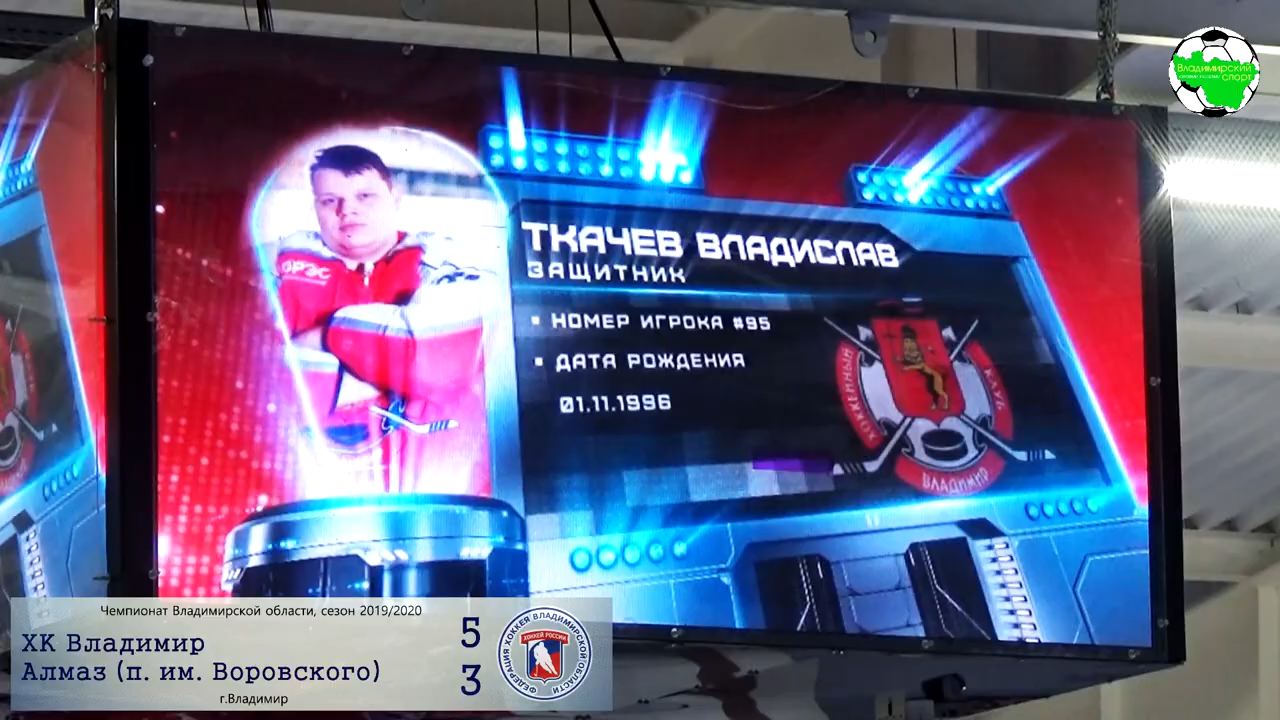 Владимирский
спорт
ТКАЧЕВ ВЛАДИСЛАВ
ЗАЩИТНИК
ОРЭС
• НОМЕР ИГРОКА #95
• ДАТА РОЖДЕНИЯ
01.11.1996
ХОККЕЙНЫЙ
КЛУБ
ВЛАДИМИР
Чемпионат Владимирской области, сезон 2019/2020
ХК Владимир 5
Алмаз (п. им. Воровского) 3
г.Владимир
ФЕДЕРАЦИЯ ХОККЕЯ ВЛАДИМИРСКОЙ ОБЛАСТИ
ХОККЕЙ РОССИИ